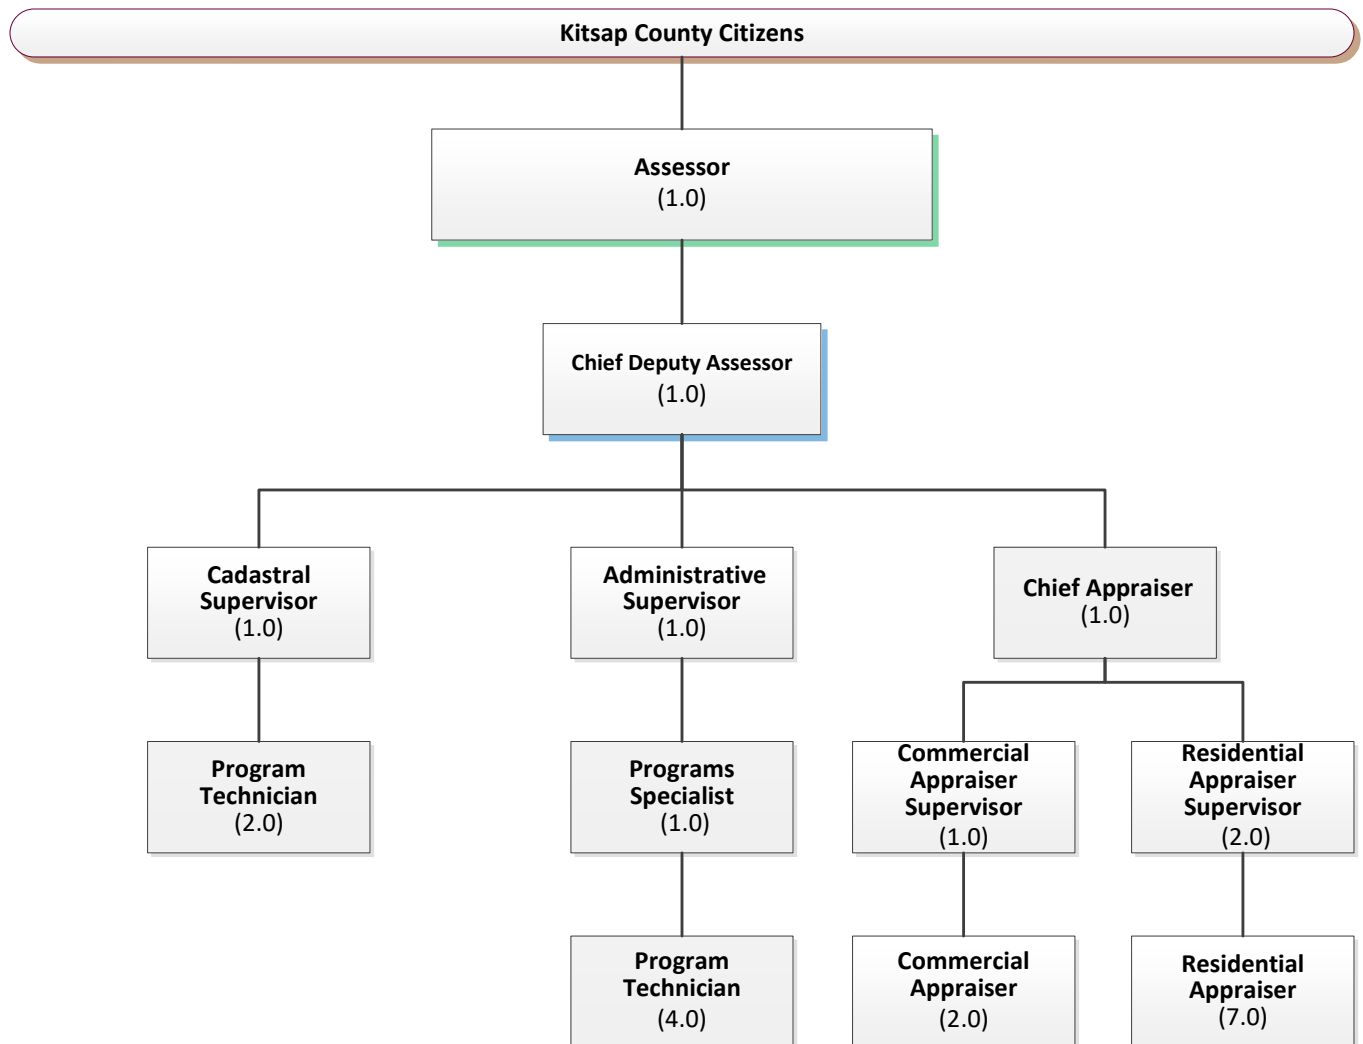 Kitsap County Citizens
Assessor
(1.0)
Chief Deputy Assessor
(1.0)
Cadastral
Supervisor
(1.0)
Administrative
Supervisor
(1.0)
Chief Appraiser
(1.0)
Program
Technician
(2.0)
Programs
Specialist
(1.0)
Commercial
Appraiser
Supervisor
(1.0)
Residential
Appraiser
Supervisor
(2.0)
Program
Technician
(4.0)
Commercial
Appraiser
(2.0)
Residential
Appraiser
(7.0)